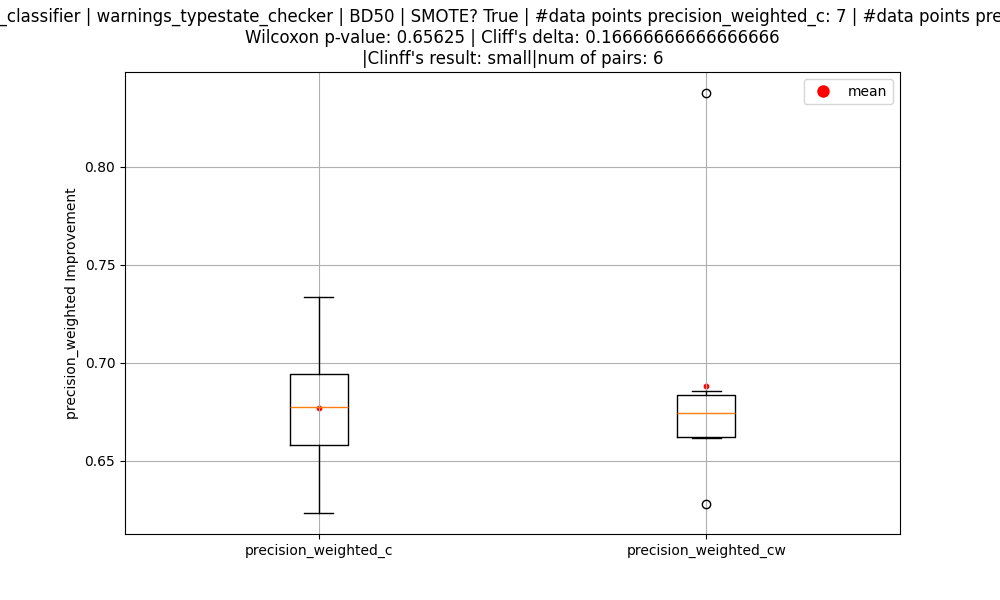 _classifier | warnings_typestate_checker | BD50 | SMOTE? True | #data points precision_weighted_c: 7 | #data points pre
Wilcoxon p-value: 0.65625 | Cliff's delta: 0.16666666666666666
|Clinff's result: small|num of pairs: 6
mean
0.80
0.75
0.70
0.65
precision_weighted Improvement
precision_weighted_c
precision_weighted_cw